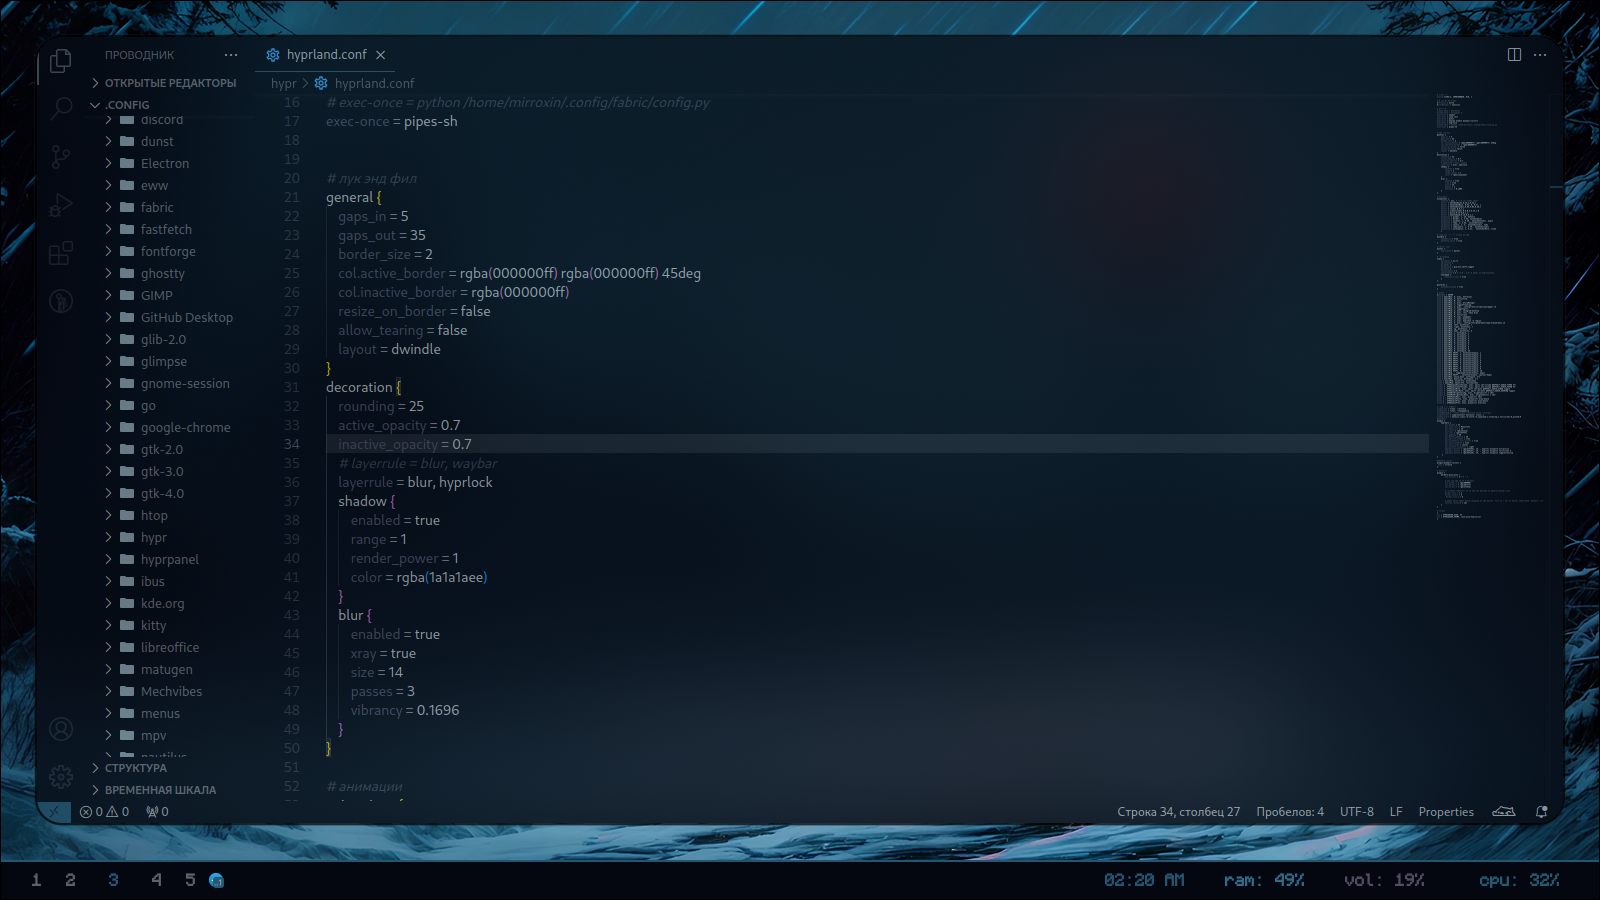 ПРОВОДНИК ···
ОТКРЫТЫЕ РЕДАКТОРЫ
.CONFIG
discord
dunst
Electron
eww
fabric
fastfetch
fontforge
ghostty
GIMP
GitHub Desktop
glib-2.0
glimpse
gnome-session
go
google-chrome
gtk-2.0
gtk-3.0
gtk-4.0
htop
hypr
hyprpanel
ibus
kde.org
kitty
libreoffice
matugen
Mechvibes
menus
mpv
nautilus
СТРУКТУРА
ВРЕМЕННАЯ ШКАЛА
hyprland.conf
hypr > hyprland.conf
16 # exec-once = python /home/mirroxin/.config/fabric/config.py
17 exec-once = pipes-sh
18
19
20 # лук энд фил
21 general {
22 gaps_in = 5
23 gaps_out = 35
24 border_size = 2
25 col.active_border = rgba(000000ff) rgba(000000ff) 45deg
26 col.inactive_border = rgba(000000ff)
27 resize_on_border = false
28 allow_tearing = false
29 layout = dwindle
30 }
31 decoration {
32 rounding = 25
33 active_opacity = 0.7
34 inactive_opacity = 0.7
35 # layerrule = blur, waybar
36 layerrule = blur, hyprlock
37 shadow {
38 enabled = true
39 range = 1
40 render_power = 1
41 color = rgba(1a1a1aee)
42 }
43 blur {
44 enabled = true
45 xray = true
46 size = 14
47 passes = 3
48 vibrancy = 0.1696
49 }
50 }
51
52 # анимации
0 0 0
Строка 34, столбец 27 Пробелов: 4 UTF-8 LF Properties
1 2 3 4 5
02:20 AM ram: 49% vol: 19% cpu: 32%